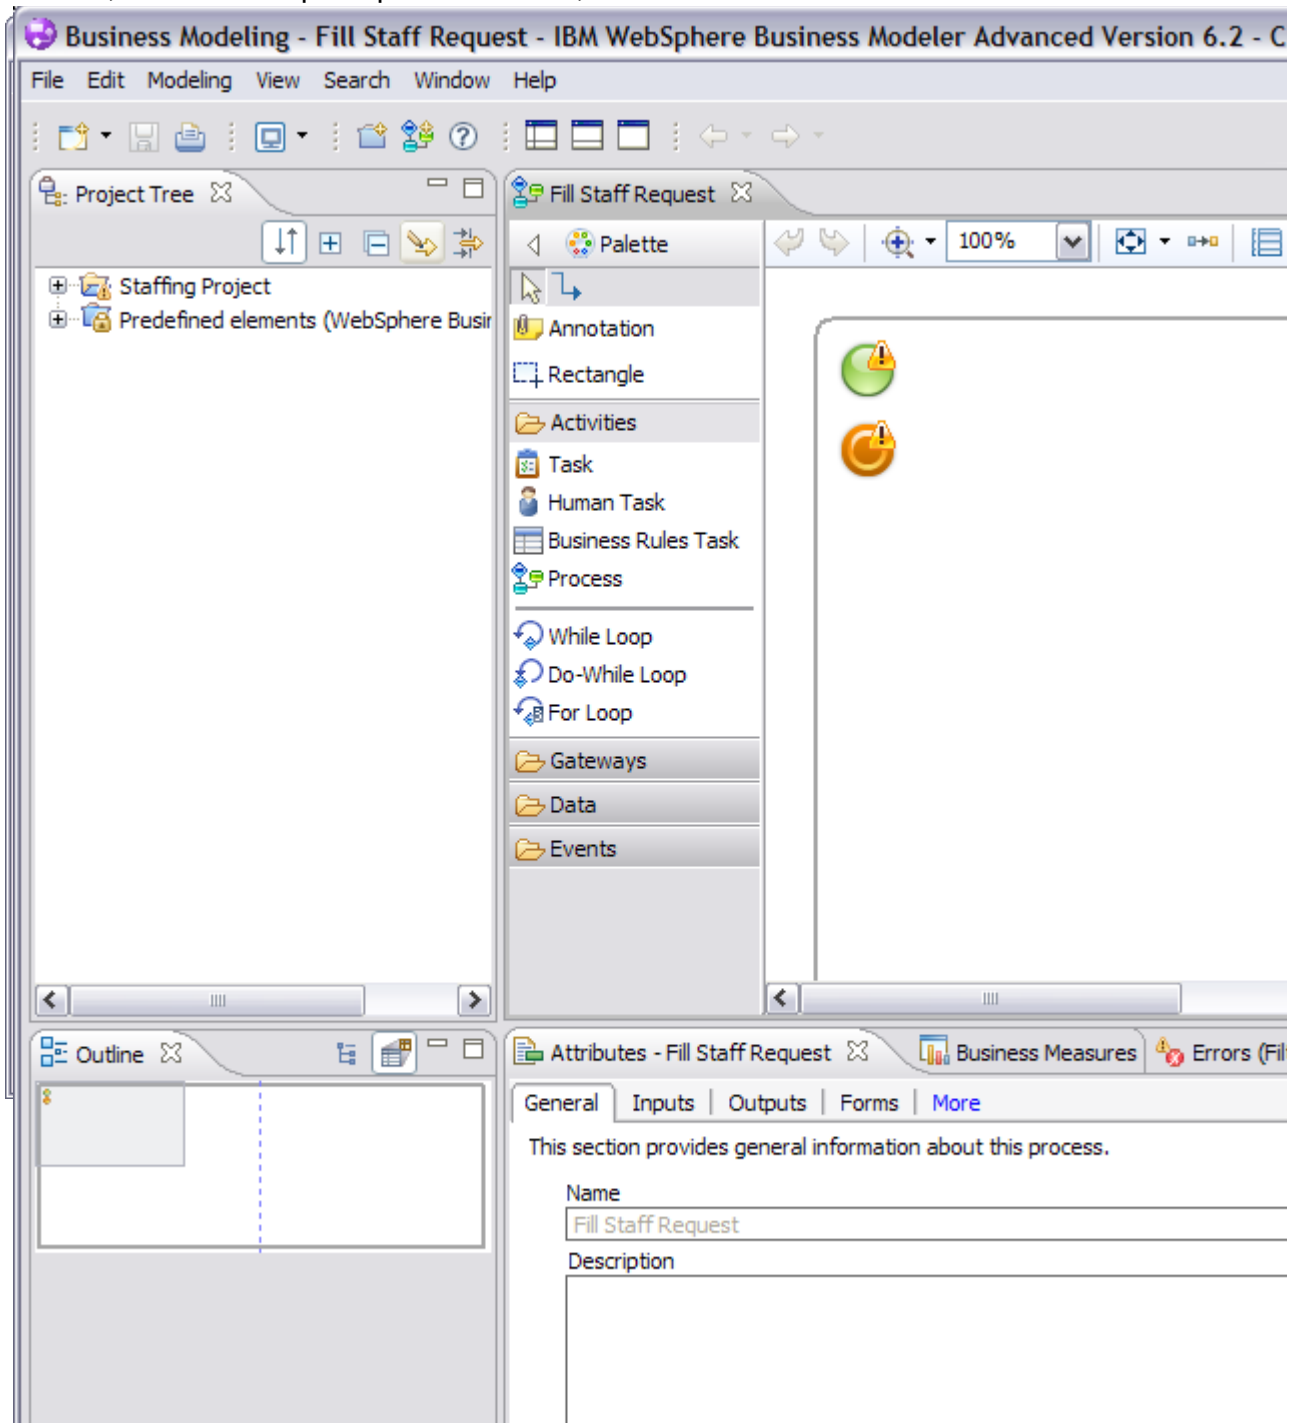 Business Modeling - Fill Staff Request - IBM WebSphere Business Modeler Advanced Version 6.2 - C
File Edit Modeling View Search Window Help
Project Tree
Staffing Project
Predefined elements (WebSphere Busin
Fill Staff Request
Palette
100%
Annotation
Rectangle
Activities
Task
Human Task
Business Rules Task
Process
While Loop
Do-While Loop
For Loop
Gateways
Data
Events
Outline
Attributes - Fill Staff Request Business Measures Errors (Fil
General Inputs Outputs Forms More
This section provides general information about this process.
Name
Fill Staff Request
Description